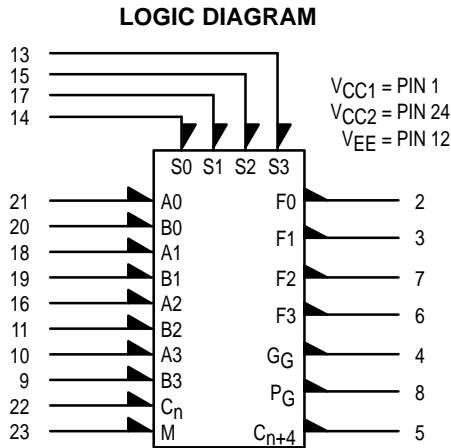 LOGIC DIAGRAM
13
15
17
14
VCC1 = PIN 1
VCC2 = PIN 24
VEE = PIN 12
S0 S1 S2 S3
21 A0 F0 2
20 B0
18 A1 F1 3
19 B1 F2 7
16 A2
11 B2 F3 6
10 A3 GG 4
9 B3 PG 8
22 Cn
23 M Cn+4 5